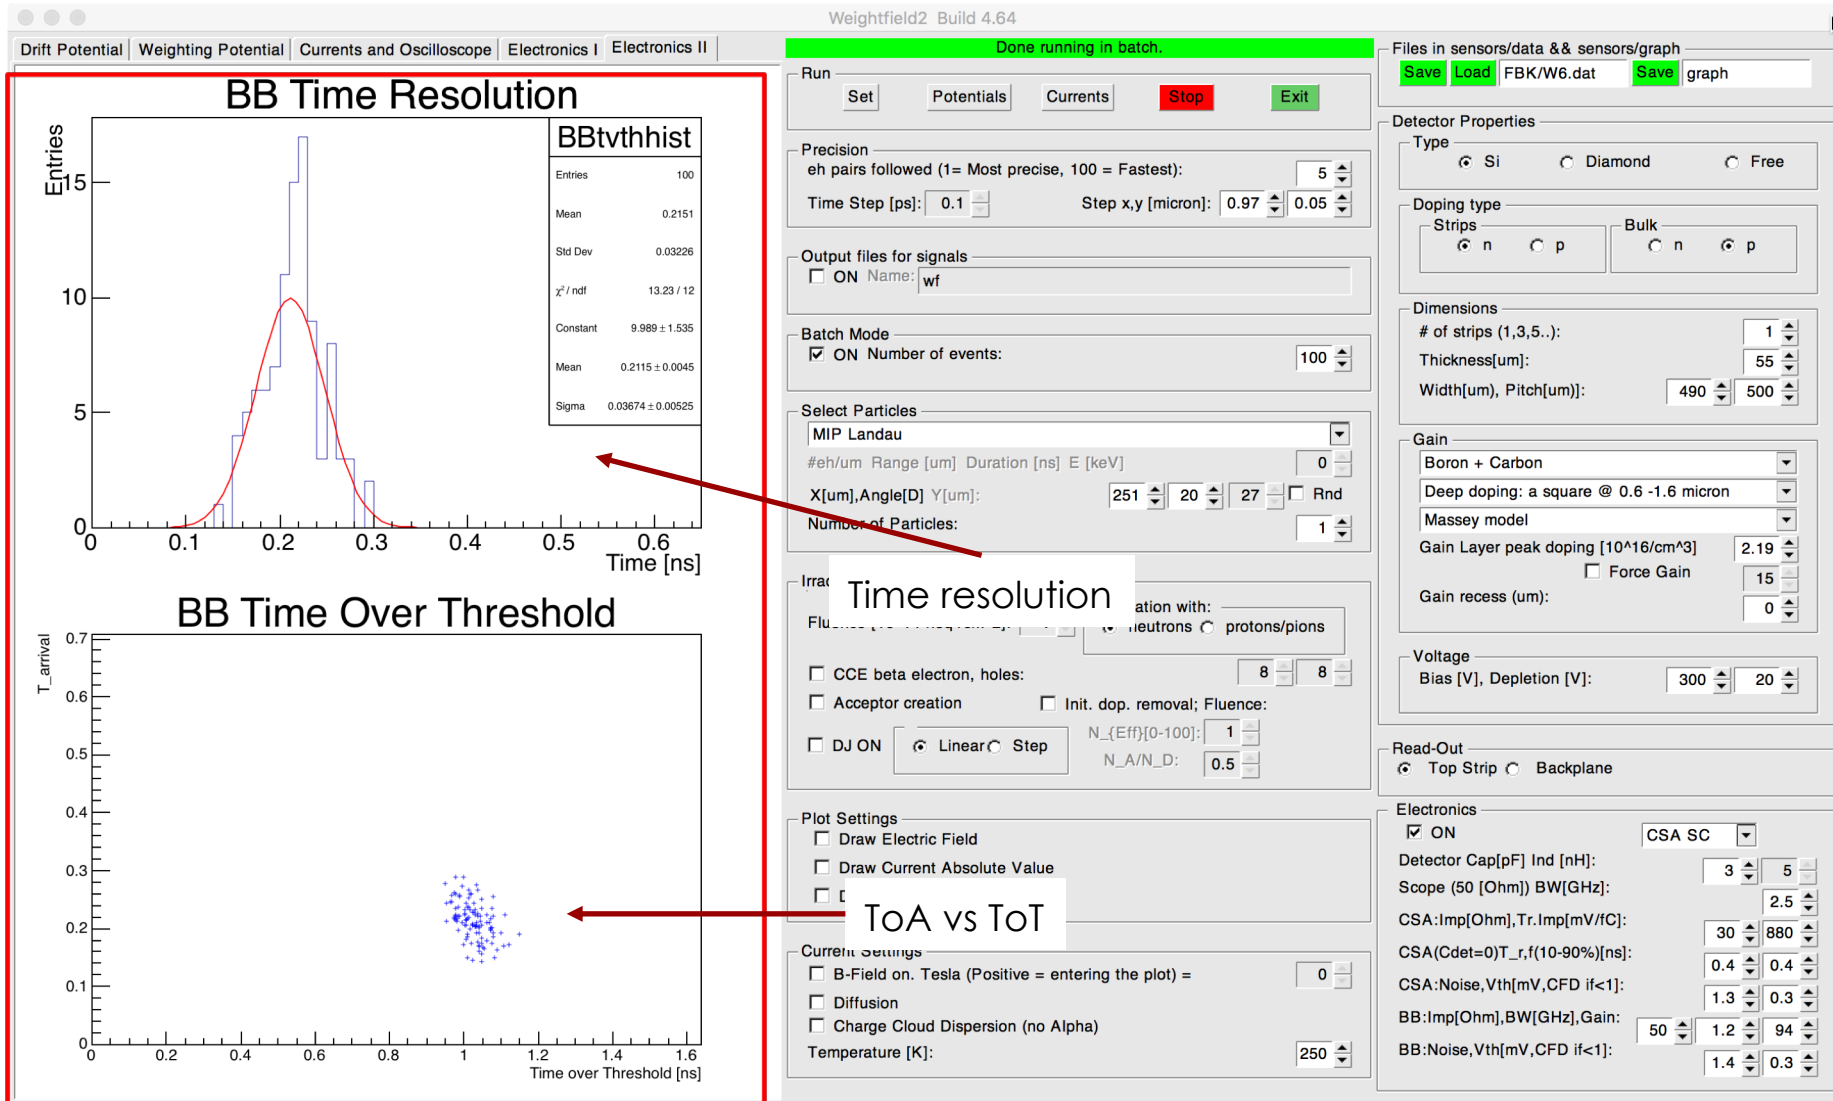 Weightfield2 Build 4.64
Drift Potential
Weighting Potential
Currents and Oscilloscope
Electronics I
Electronics II
BB Time Resolution
Entries
15
10
5
0
0 0.1 0.2 0.3 0.4 0.5 0.6
Time [ns]
BBtvthhist
Entries 100
Mean 0.2151
Std Dev 0.03226
χ² / ndf 13.23 / 12
Constant 9.989 ± 1.535
Mean 0.2115 ± 0.0045
Sigma 0.03674 ± 0.00525
BB Time Over Threshold
T_arrival
0.7
0.6
0.5
0.4
0.3
0.2
0.1
0
0 0.2 0.4 0.6 0.8 1 1.2 1.4 1.6
Time over Threshold [ns]
Done running in batch.
Run
Set Potentials Currents Stop Exit
Precision
eh pairs followed (1= Most precise, 100 = Fastest): 5
Time Step [ps]: 0.1 Step x,y [micron]: 0.97 0.05
Output files for signals
ON Name: wf
Batch Mode
ON Number of events: 100
Select Particles
MIP Landau
#eh/um Range [um] Duration [ns] E [keV] 0
X[um],Angle[D] Y[um]: 251 20 27 Rnd
Number of Particles: 1
Time resolution
neutrons protons/pions
CCE beta electron, holes: 8 8
Acceptor creation Init. dop. removal; Fluence:
DJ ON Linear Step N_{Eff}[0-100]: 1
N_A/N_D: 0.5
Plot Settings
Draw Electric Field
Draw Current Absolute Value
ToA vs ToT
Current Settings
B-Field on. Tesla (Positive = entering the plot) = 0
Diffusion
Charge Cloud Dispersion (no Alpha)
Temperature [K]: 250
Files in sensors/data && sensors/graph
Save Load FBK/W6.dat Save graph
Detector Properties
Type
Si Diamond Free
Doping type
Strips
n p
Bulk
n p
Dimensions
# of strips (1,3,5..): 1
Thickness[um]: 55
Width[um), Pitch[um)]: 490 500
Gain
Boron + Carbon
Deep doping: a square @ 0.6 -1.6 micron
Massey model
Gain Layer peak doping [10^16/cm^3] 2.19
Force Gain 15
Gain recess (um): 0
Voltage
Bias [V], Depletion [V]: 300 20
Read-Out
Top Strip Backplane
Electronics
ON CSA SC
Detector Cap[pF] Ind [nH]: 3 5
Scope (50 [Ohm]) BW[GHz]: 2.5
CSA:Imp[Ohm],Tr.Imp[mV/fC]: 30 880
CSA(Cdet=0)T_r,f(10-90%)[ns]: 0.4 0.4
CSA:Noise,Vth[mV,CFD if<1]: 1.3 0.3
BB:Imp[Ohm],BW[GHz],Gain: 50 1.2 94
BB:Noise,Vth[mV,CFD if<1]: 1.4 0.3